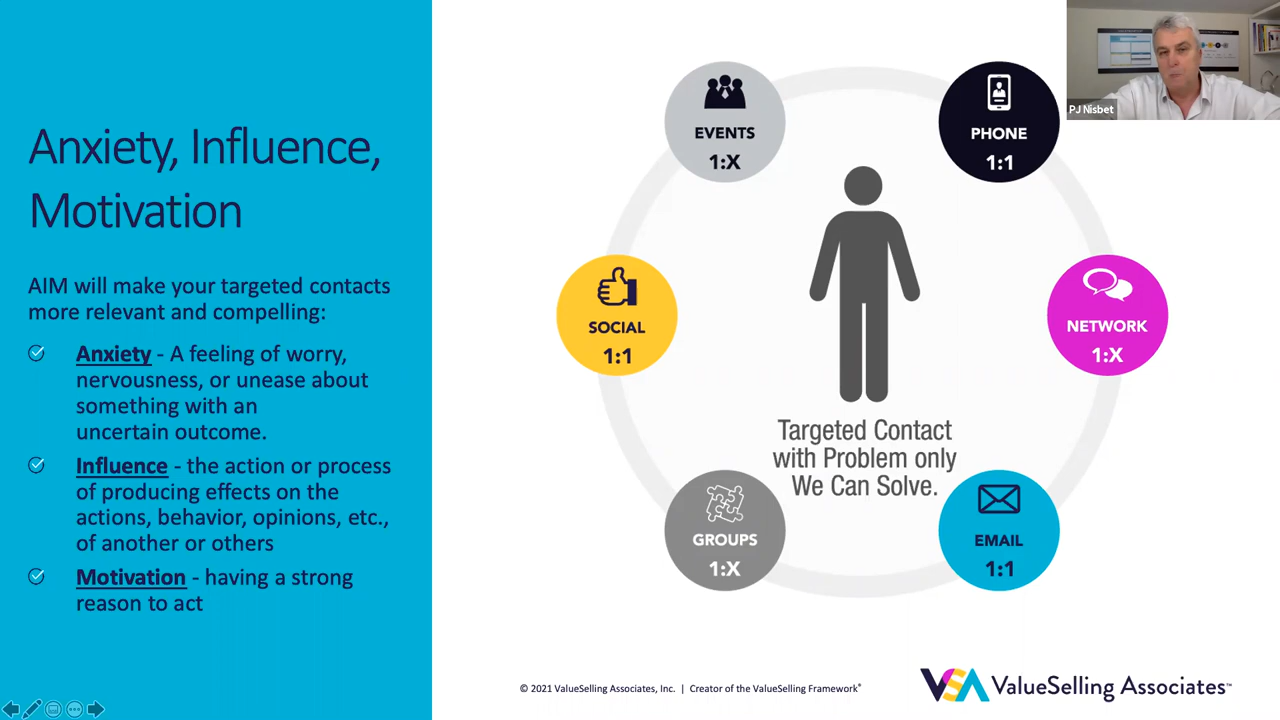 Anxiety, Influence,
Motivation
AIM will make your targeted contacts
more relevant and compelling:
Anxiety - A feeling of worry,
nervousness, or unease about
something with an
uncertain outcome.
Influence - the action or process
of producing effects on the
actions, behavior, opinions, etc.,
of another or others
Motivation - having a strong
reason to act
EVENTS
1:X
PHONE
1:1
SOCIAL
1:1
NETWORK
1:X
Targeted Contact
with Problem only
We Can Solve.
GROUPS
1:X
EMAIL
1:1
PJ Nisbet
© 2021 ValueSelling Associates, Inc. | Creator of the ValueSelling Framework®
VSA ValueSelling Associates™